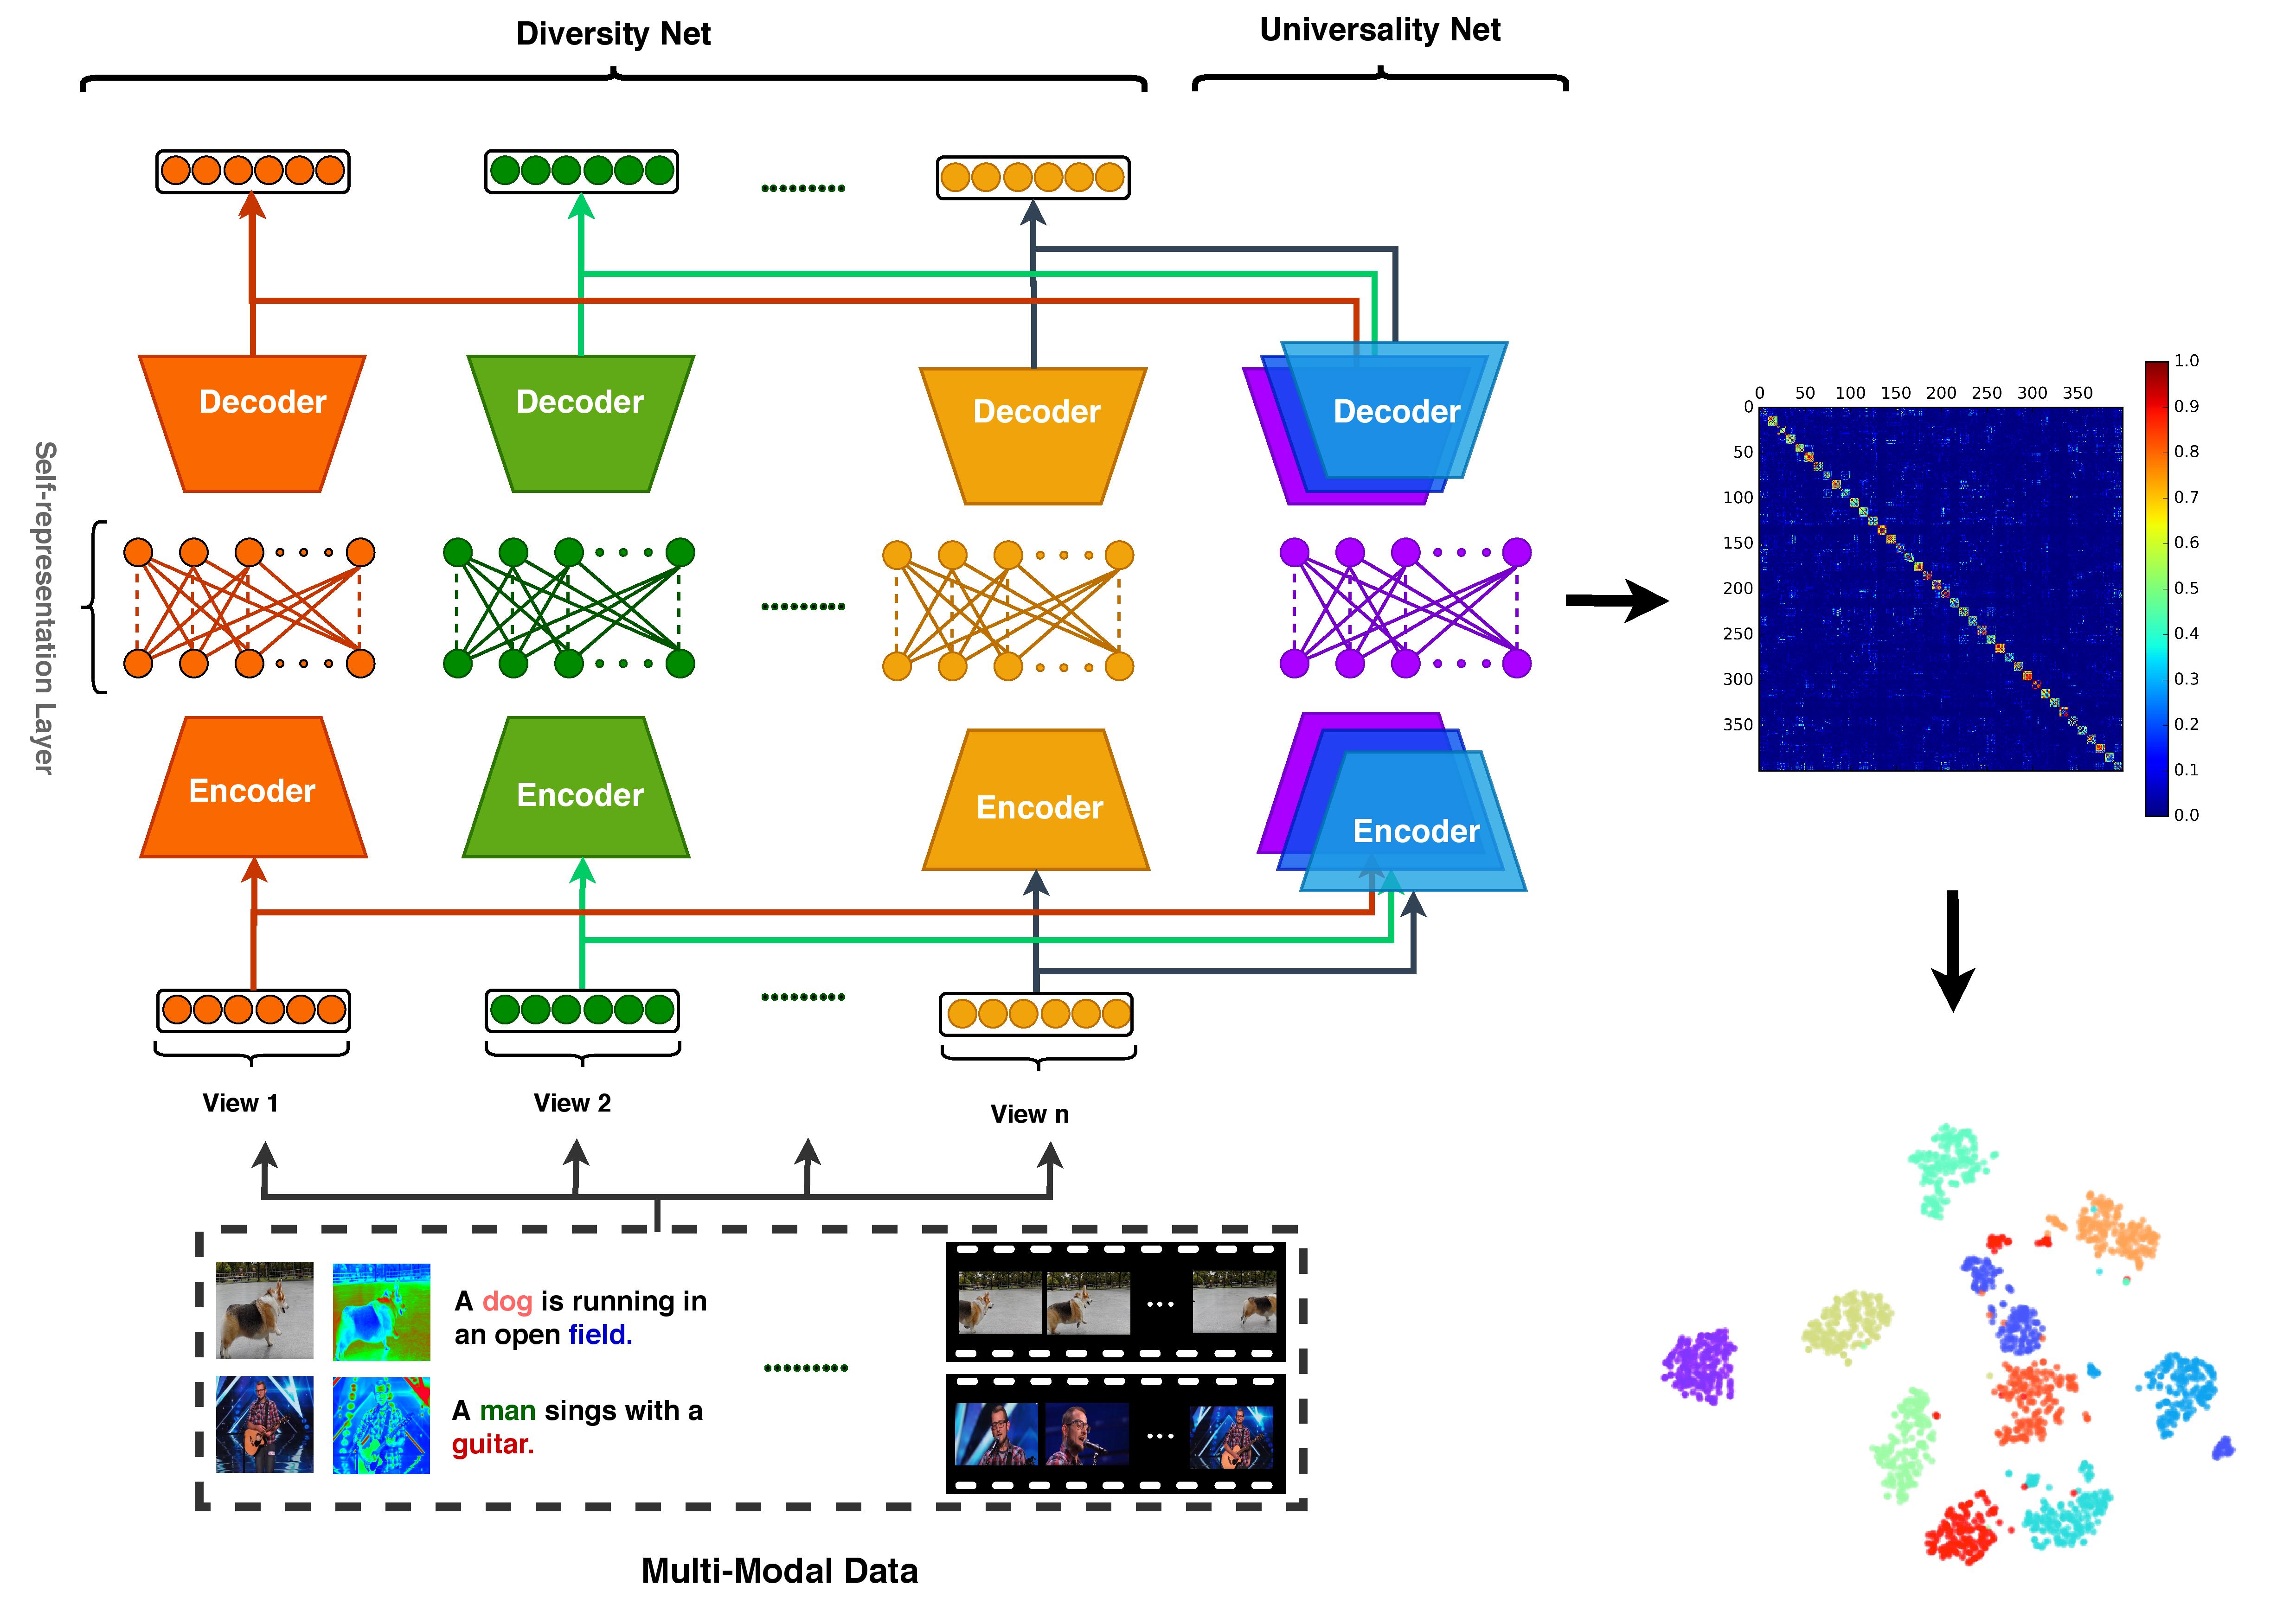 Diversity Net
Universality Net
Decoder
Decoder
Decoder
Decoder
Self-representation Layer
Encoder
Encoder
Encoder
Encoder
View 1
View 2
View n
A dog is running in
an open field.
A man sings with a
guitar.
Multi-Modal Data
0 50 100 150 200 250 300 350
0
50
100
150
200
250
300
350
1.0
0.9
0.8
0.7
0.6
0.5
0.4
0.3
0.2
0.1
0.0